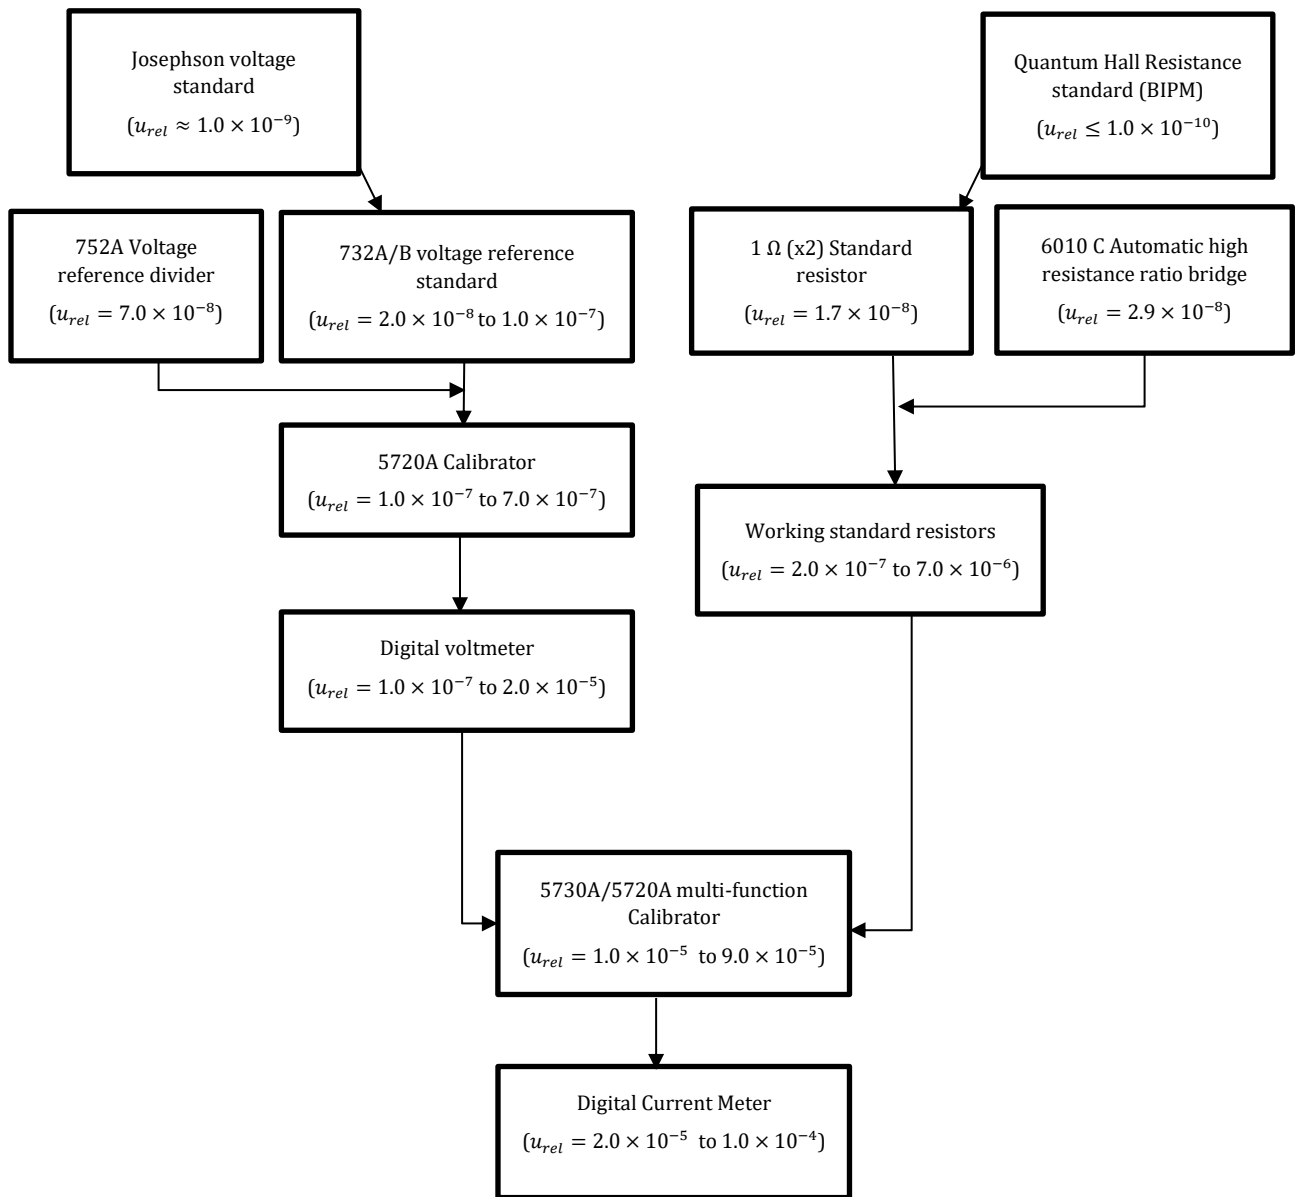 Josephson voltage
standard
(u_rel ≈ 1.0 × 10⁻⁹)
Quantum Hall Resistance
standard (BIPM)
(u_rel ≤ 1.0 × 10⁻¹⁰)
752A Voltage
reference divider
(u_rel = 7.0 × 10⁻⁸)
732A/B voltage reference
standard
(u_rel = 2.0 × 10⁻⁸ to 1.0 × 10⁻⁷)
1 Ω (x2) Standard
resistor
(u_rel = 1.7 × 10⁻⁸)
6010 C Automatic high
resistance ratio bridge
(u_rel = 2.9 × 10⁻⁸)
5720A Calibrator
(u_rel = 1.0 × 10⁻⁷ to 7.0 × 10⁻⁷)
Working standard resistors
(u_rel = 2.0 × 10⁻⁷ to 7.0 × 10⁻⁶)
Digital voltmeter
(u_rel = 1.0 × 10⁻⁷ to 2.0 × 10⁻⁵)
5730A/5720A multi-function
Calibrator
(u_rel = 1.0 × 10⁻⁵ to 9.0 × 10⁻⁵)
Digital Current Meter
(u_rel = 2.0 × 10⁻⁵ to 1.0 × 10⁻⁴)